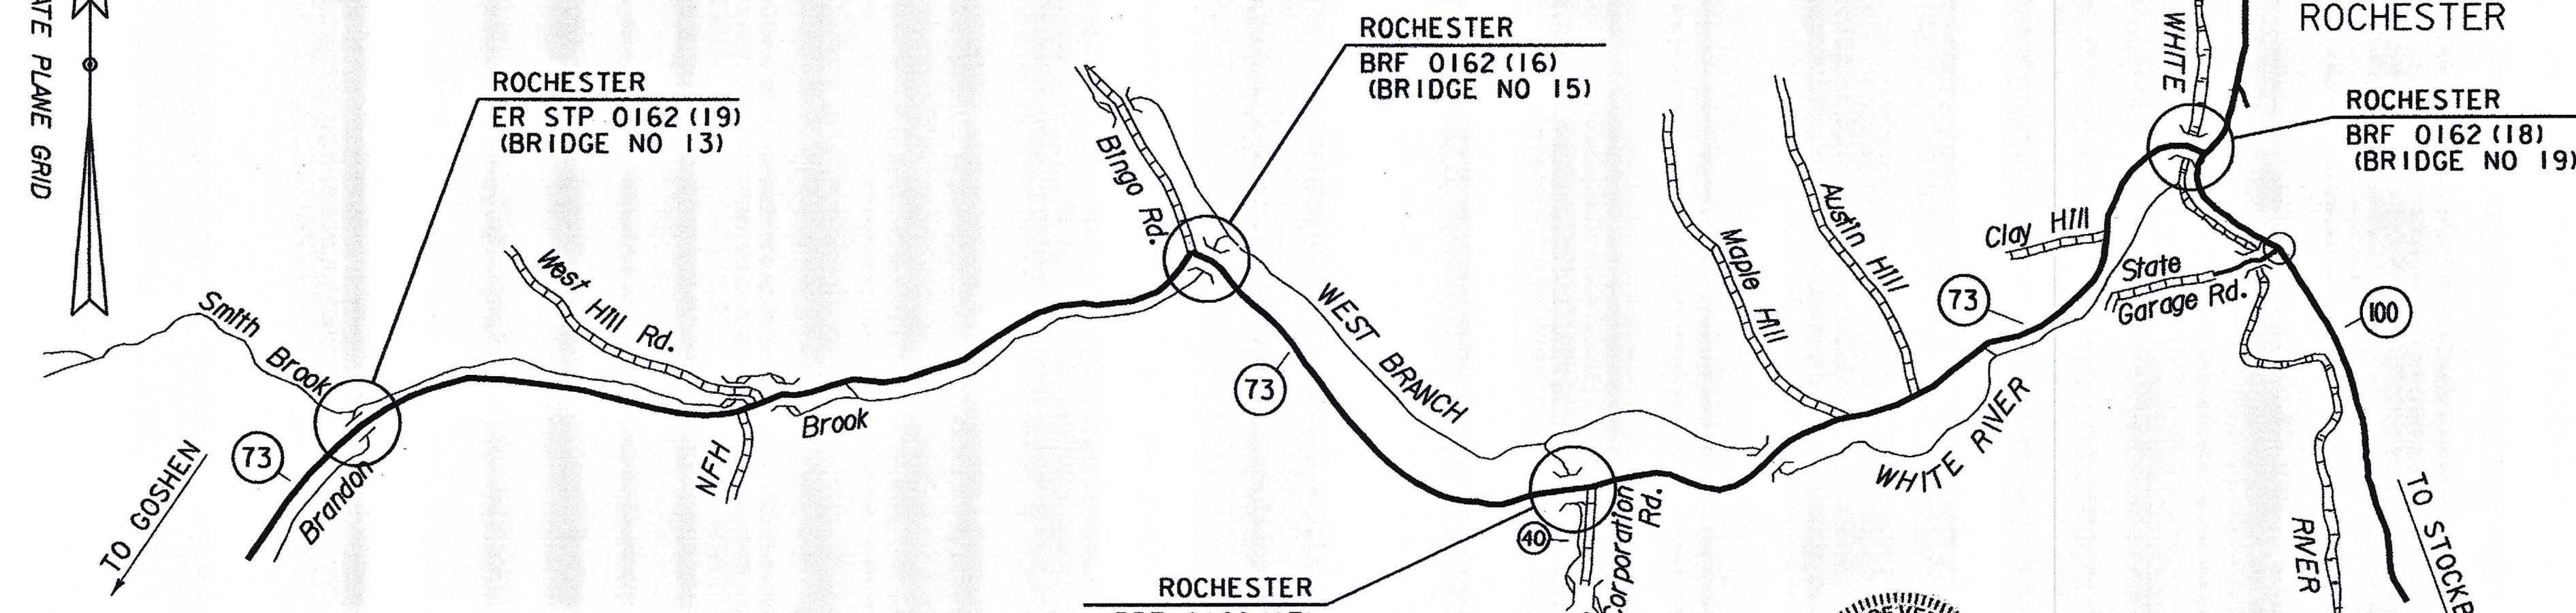 ROCHESTER
WHITE
ROCHESTER
BRF 0162(16)
(BRIDGE NO 15)
ROCHESTER
ER STP 0162(19)
(BRIDGE NO 13)
ROCHESTER
BRF 0162(18)
(BRIDGE NO 19)
PLANE GRID
Bingo Rd.
West Hill Rd.
Smith
Brook
Maple Hill
Austin Hill
Clay Hill
State
Garage Rd.
73
100
WEST BRANCH
73
Brook
NFH
WHITE RIVER
73
TO GOSHEN
Brandon
40
Rd.
RIVER
TO
ROCHESTER